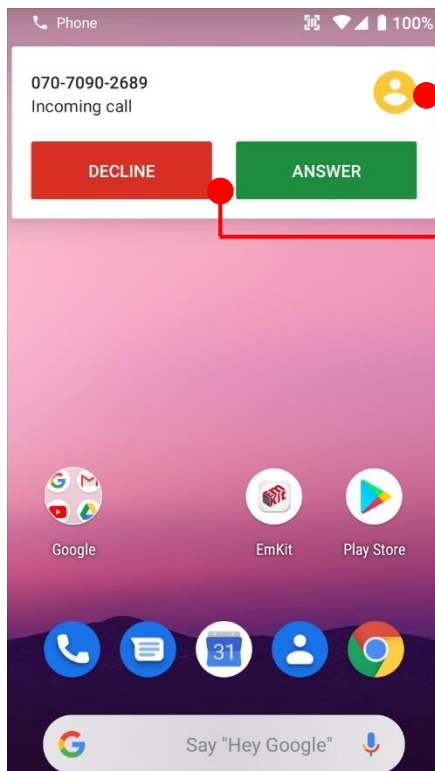 Phone
100%
070-7090-2689
Incoming call
DECLINE
ANSWER
Google
EmKit
Play Store
31
Say "Hey Google"